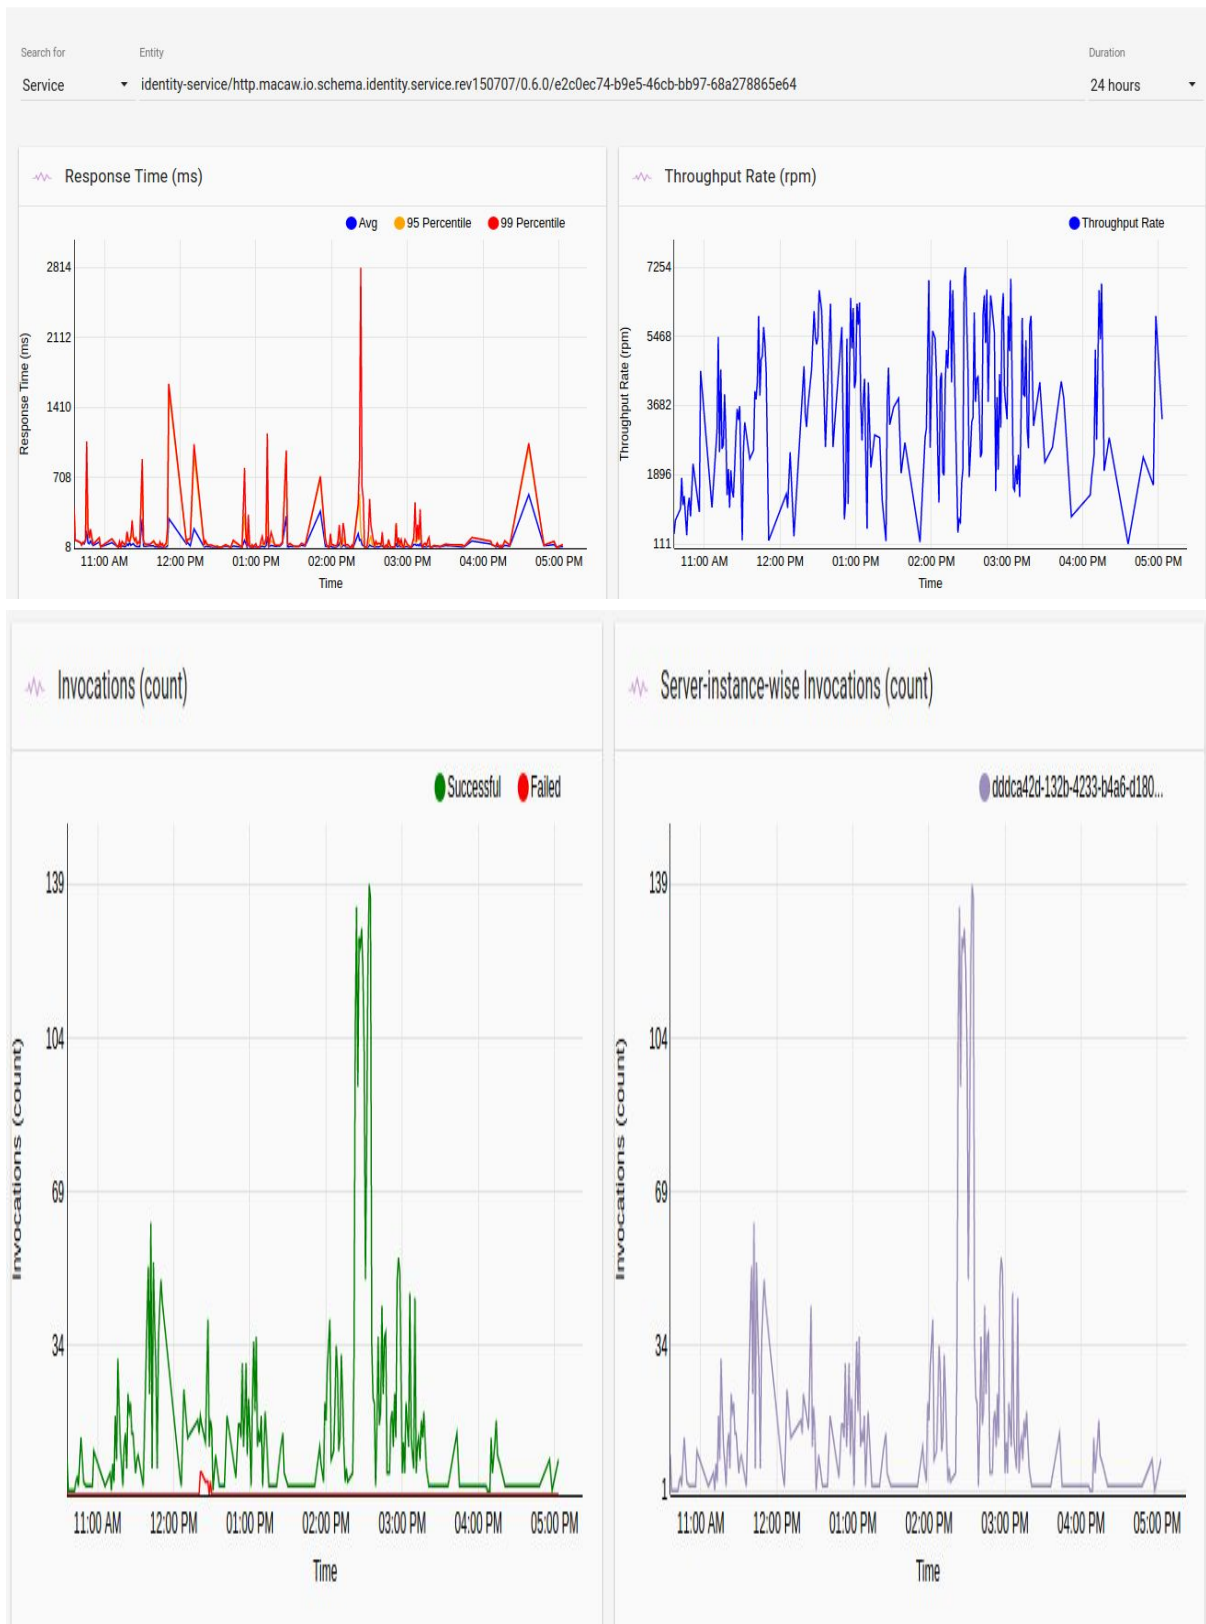 Search for Entity Duration
Service identity-service/http.macaw.io.schema.identity.service.rev150707/0.6.0/e2c0ec74-b9e5-46cb-bb97-68a278865e64 24 hours
Response Time (ms)
Avg 95 Percentile 99 Percentile
2814
2112
1410
708
8
Response Time (ms)
11:00 AM 12:00 PM 01:00 PM 02:00 PM 03:00 PM 04:00 PM 05:00 PM
Time
Throughput Rate (rpm)
Throughput Rate
7254
5468
3682
1896
111
Throughput Rate (rpm)
11:00 AM 12:00 PM 01:00 PM 02:00 PM 03:00 PM 04:00 PM 05:00 PM
Time
Invocations (count)
Successful Failed
139
104
69
34
Invocations (count)
11:00 AM 12:00 PM 01:00 PM 02:00 PM 03:00 PM 04:00 PM 05:00 PM
Time
Server-instance-wise Invocations (count)
dddca42d-132b-4233-b4a6-d180...
139
104
69
34
1
Invocations (count)
11:00 AM 12:00 PM 01:00 PM 02:00 PM 03:00 PM 04:00 PM 05:00 PM
Time